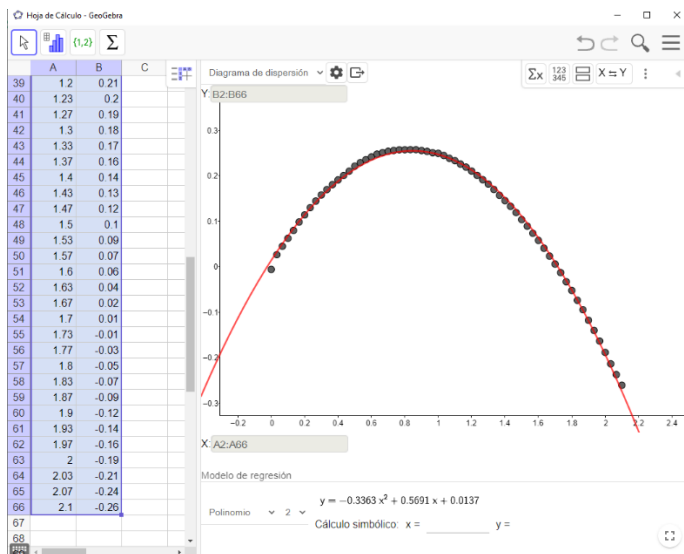 Hoja de Cálculo - GeoGebra
{1,2} Σ
A B C
39 1.2 0.21
40 1.23 0.2
41 1.27 0.19
42 1.3 0.18
43 1.33 0.17
44 1.37 0.16
45 1.4 0.14
46 1.43 0.13
47 1.47 0.12
48 1.5 0.1
49 1.53 0.09
50 1.57 0.07
51 1.6 0.06
52 1.63 0.04
53 1.67 0.02
54 1.7 0.01
55 1.73 -0.01
56 1.77 -0.03
57 1.8 -0.05
58 1.83 -0.07
59 1.87 -0.09
60 1.9 -0.12
61 1.93 -0.14
62 1.97 -0.16
63 2 -0.19
64 2.03 -0.21
65 2.07 -0.24
66 2.1 -0.26
67
68
Diagrama de dispersión
Σx 123 345 X ⇆ Y
Y: B2:B66
0.3
0.2
0.1
0
−0.1
−0.2
−0.3
−0.2 0 0.2 0.4 0.6 0.8 1 1.2 1.4 1.6 1.8 2 2.2 2.4
X: A2:A66
Modelo de regresión
Polinomio 2
y = −0.3363 x² + 0.5691 x + 0.0137
Cálculo simbólico: x = y =